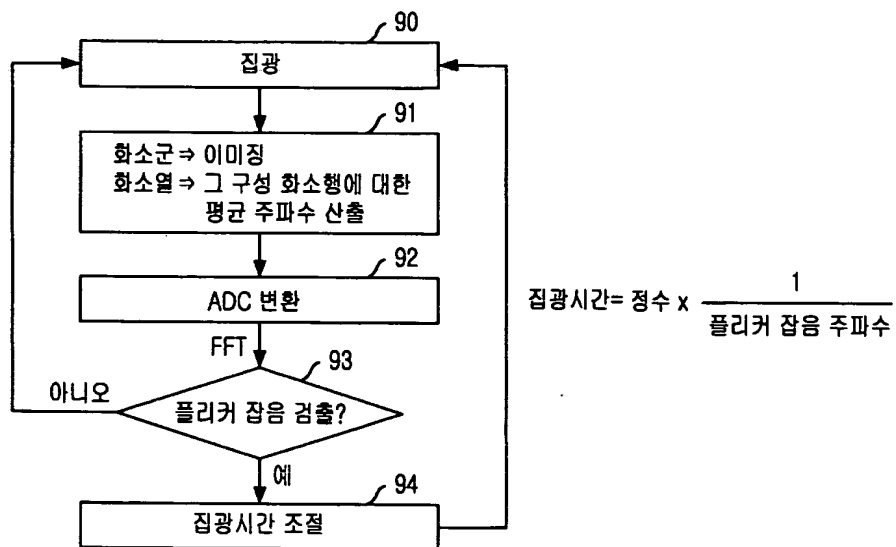 90
집광
91
화소군⇒ 이미징
화소열⇒ 그 구성 화소행에 대한
평균 주파수 산출
92
ADC 변환
FFT
93
아니오
플리커 잡음 검출?
예
94
집광시간 조절
집광시간= 정수 x 1
플리커 잡음 주파수